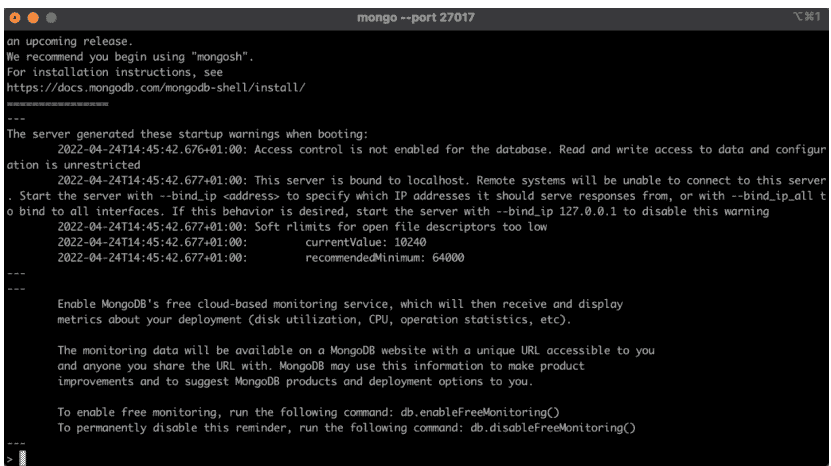 mongo --port 27017
⌥⌘1
an upcoming release.
We recommend you begin using "mongosh".
For installation instructions, see
https://docs.mongodb.com/mongodb-shell/install/
================
---
The server generated these startup warnings when booting:
2022-04-24T14:45:42.676+01:00: Access control is not enabled for the database. Read and write access to data and configur
ation is unrestricted
2022-04-24T14:45:42.677+01:00: This server is bound to localhost. Remote systems will be unable to connect to this server
. Start the server with --bind_ip <address> to specify which IP addresses it should serve responses from, or with --bind_ip_all t
o bind to all interfaces. If this behavior is desired, start the server with --bind_ip 127.0.0.1 to disable this warning
2022-04-24T14:45:42.677+01:00: Soft rlimits for open file descriptors too low
2022-04-24T14:45:42.677+01:00:         currentValue: 10240
2022-04-24T14:45:42.677+01:00:         recommendedMinimum: 64000
---
---
Enable MongoDB's free cloud-based monitoring service, which will then receive and display
metrics about your deployment (disk utilization, CPU, operation statistics, etc).
The monitoring data will be available on a MongoDB website with a unique URL accessible to you
and anyone you share the URL with. MongoDB may use this information to make product
improvements and to suggest MongoDB products and deployment options to you.
To enable free monitoring, run the following command: db.enableFreeMonitoring()
To permanently disable this reminder, run the following command: db.disableFreeMonitoring()
---
>